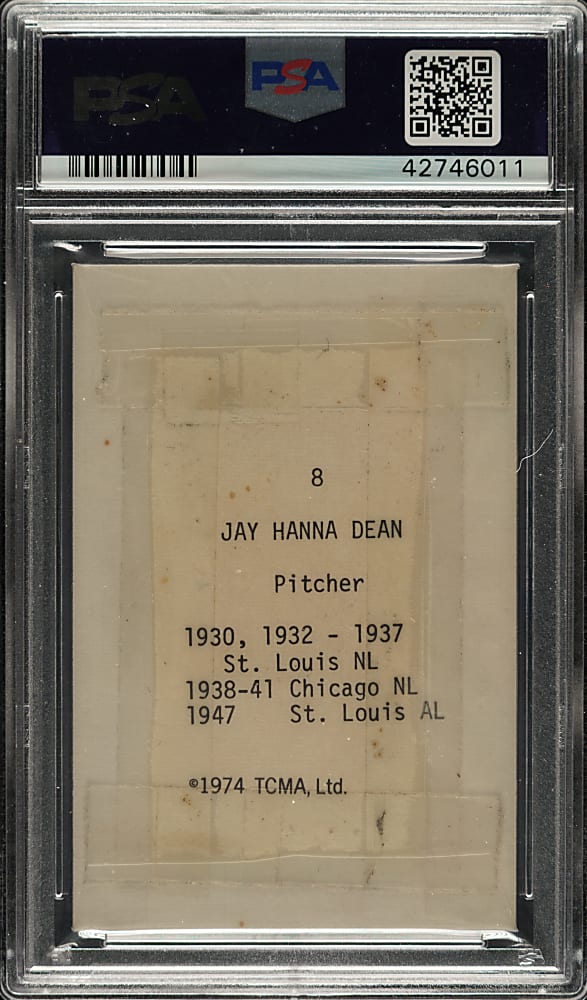 PSA
PSA
42746011
8
JAY HANNA DEAN
Pitcher
1930, 1932 - 1937
St. Louis NL
1938-41 Chicago NL
1947 St. Louis AL
©1974 TCMA, Ltd.